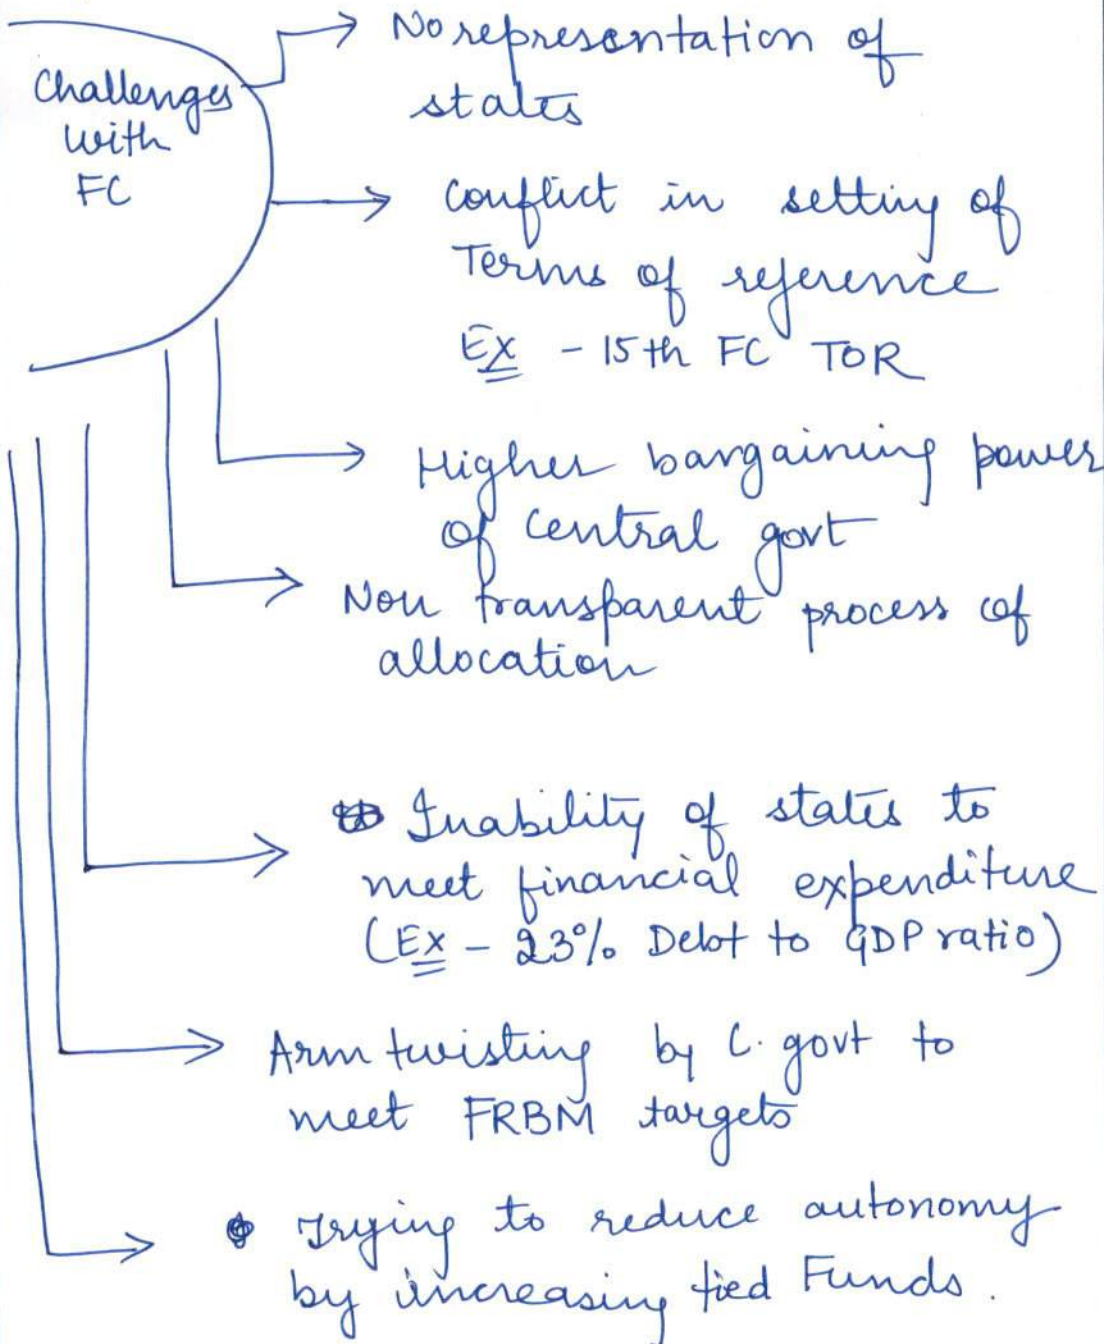 Challenges
with
FC
No representation of
states
Conflict in setting of
Terms of reference
Ex - 15th FC TOR
Higher bargaining power
of central govt
Non transparent process of
allocation
Inability of states to
meet financial expenditure
(Ex - 23% Debt to GDP ratio)
Arm twisting by C. govt to
meet FRBM targets
Trying to reduce autonomy
by increasing tied Funds.